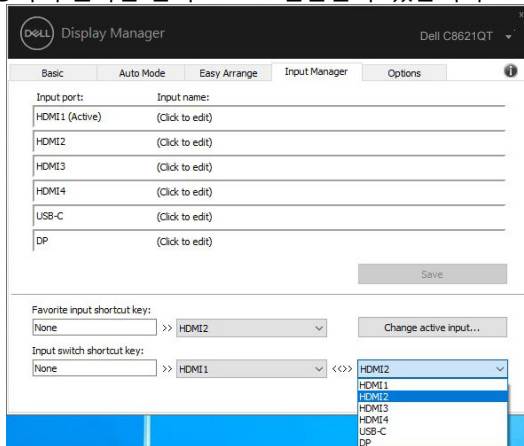 DELL Display Manager
Dell C8621QT
Basic Auto Mode Easy Arrange Input Manager Options
Input port: Input name:
HDMI1 (Active) (Click to edit)
HDMI2 (Click to edit)
HDMI3 (Click to edit)
HDMI4 (Click to edit)
USB-C (Click to edit)
DP (Click to edit)
Save
Favorite input shortcut key:
None >> HDMI2 Change active input...
Input switch shortcut key:
None >> HDMI1 <<>> HDMI2
HDMI1
HDMI2
HDMI3
HDMI4
USB-C
DP